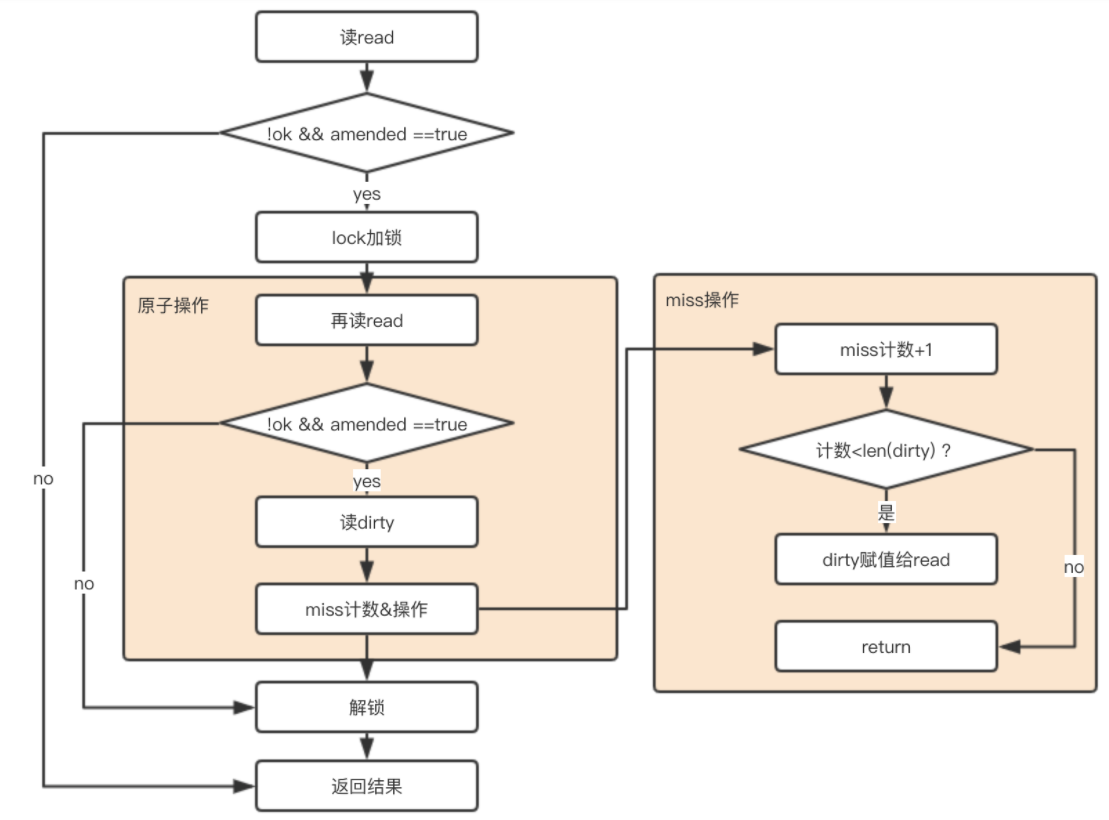 读read
!ok && amended ==true
yes
lock加锁
原子操作
再读read
!ok && amended ==true
yes
读dirty
miss计数&操作
no
no
解锁
返回结果
miss操作
miss计数+1
计数<len(dirty) ?
是
dirty赋值给read
no
return